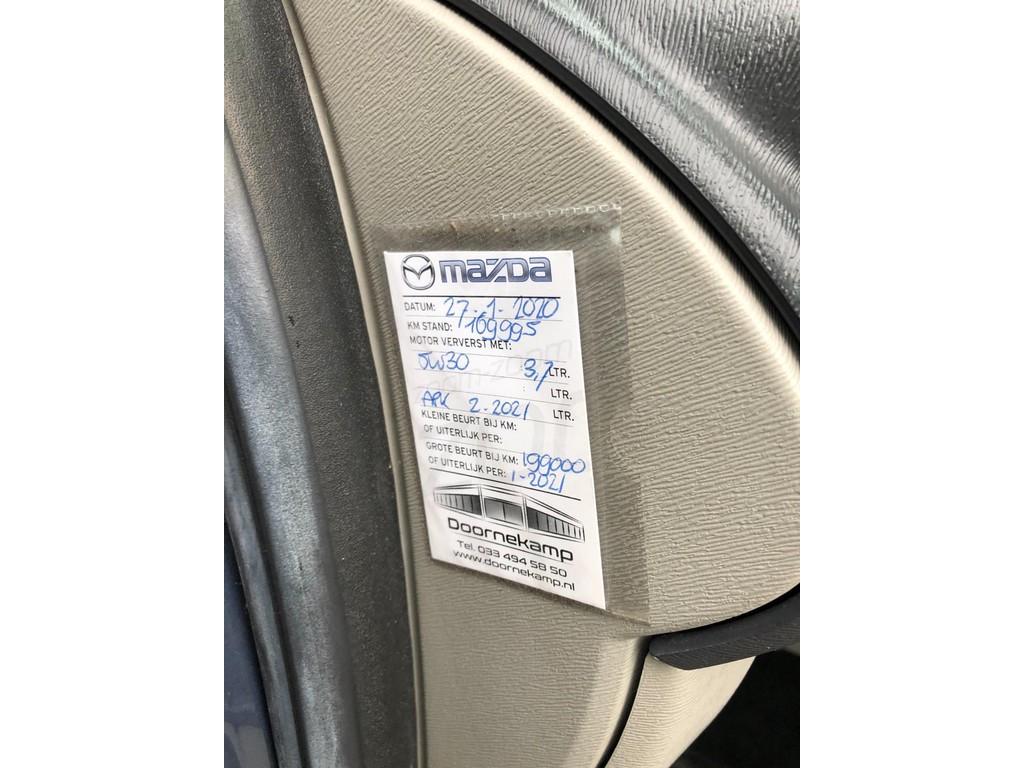 mazda
DATUM: 27-1-2020
KM STAND: 169995
MOTOR VERVERST MET:
5W30 3,7 LTR.
: LTR.
APK 2-2021 LTR.
KLEINE BEURT BIJ KM:
OF UITERLIJK PER:
GROTE BEURT BIJ KM: 199000
OF UITERLIJK PER: 1-2021
Doornekamp
Tel. 033 494 58 50
www.doornekamp.nl